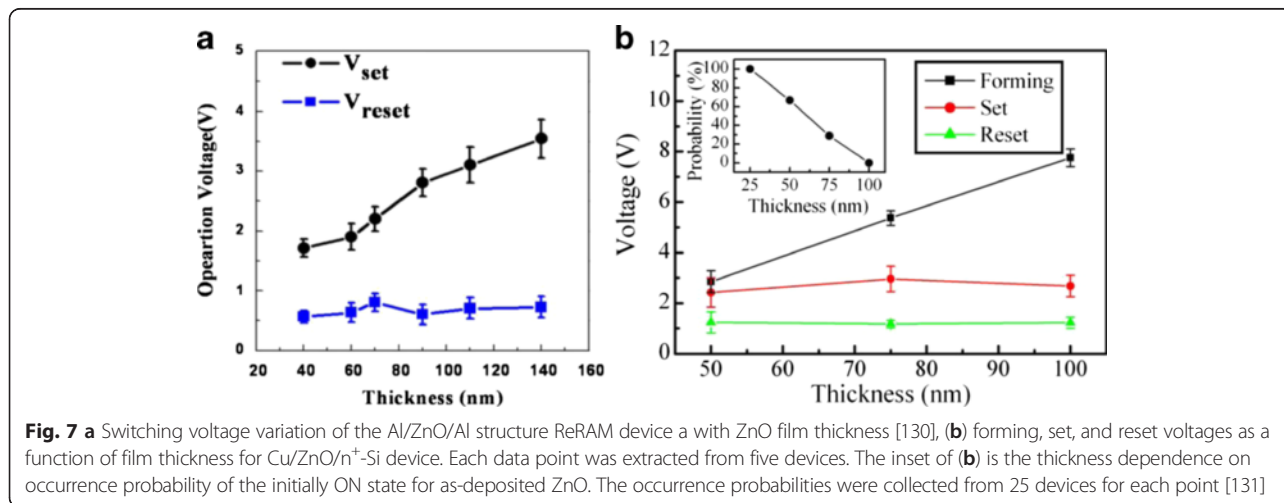 a
5
4
3
2
1
0
Opeartion Voltage(V)
V_set
V_reset
20 40 60 80 100 120 140 160
Thickness (nm)
b
12
10
8
6
4
2
0
Voltage (V)
Forming
Set
Reset
50 60 70 80 90 100
Thickness (nm)
100
80
60
40
20
0
Probability (%)
25 50 75 100
Thickness (nm)
Fig. 7 a Switching voltage variation of the Al/ZnO/Al structure ReRAM device a with ZnO film thickness [130], (b) forming, set, and reset voltages as a
function of film thickness for Cu/ZnO/n⁺-Si device. Each data point was extracted from five devices. The inset of (b) is the thickness dependence on
occurrence probability of the initially ON state for as-deposited ZnO. The occurrence probabilities were collected from 25 devices for each point [131]